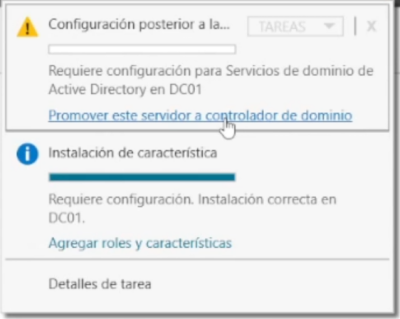 Configuración posterior a la...
TAREAS
X
Requiere configuración para Servicios de dominio de
Active Directory en DC01
Promover este servidor a controlador de dominio
Instalación de característica
Requiere configuración. Instalación correcta en
DC01.
Agregar roles y características
Detalles de tarea